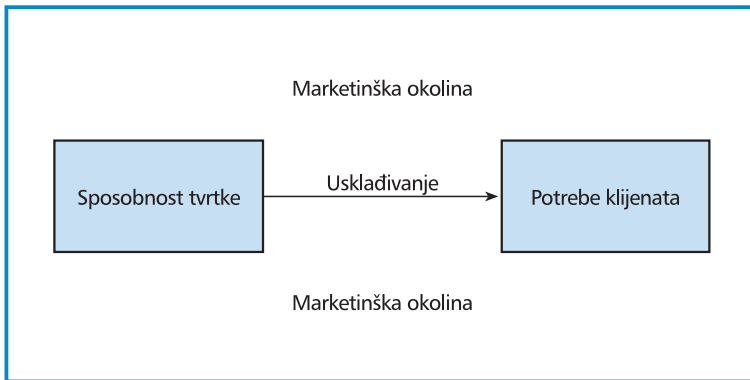 Marketinška okolina
Sposobnost tvrtke
Usklađivanje
Potrebe klijenata
Marketinška okolina